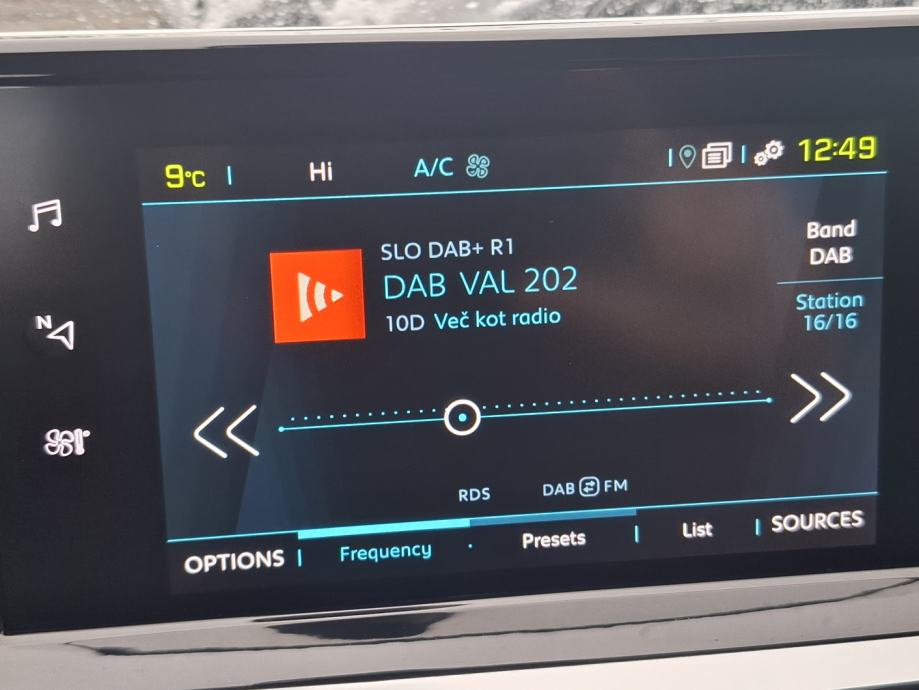 9°C
Hi
A/C
12:49
N
SLO DAB+ R1
DAB VAL 202
10D Več kot radio
Band
DAB
Station
16/16
RDS
DAB FM
OPTIONS
Frequency
Presets
List
SOURCES